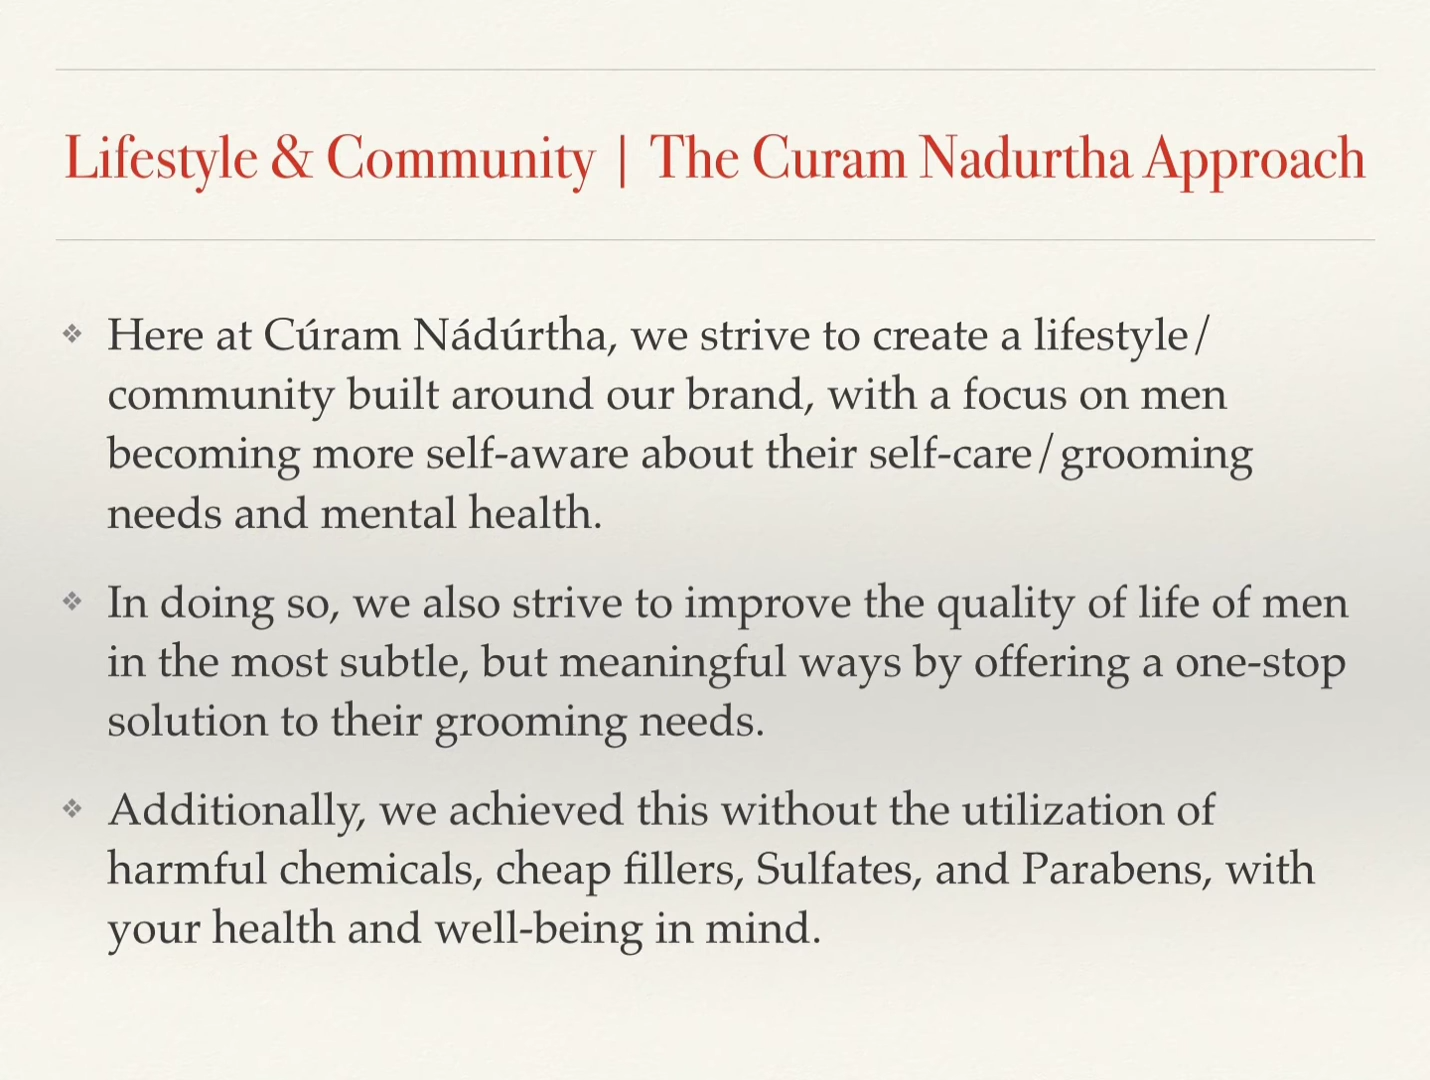 Lifestyle & Community | The Curam Nadurtha Approach
Here at Cúram Nádúrtha, we strive to create a lifestyle/
community built around our brand, with a focus on men
becoming more self-aware about their self-care/grooming
needs and mental health.
In doing so, we also strive to improve the quality of life of men
in the most subtle, but meaningful ways by offering a one-stop
solution to their grooming needs.
Additionally, we achieved this without the utilization of
harmful chemicals, cheap fillers, Sulfates, and Parabens, with
your health and well-being in mind.